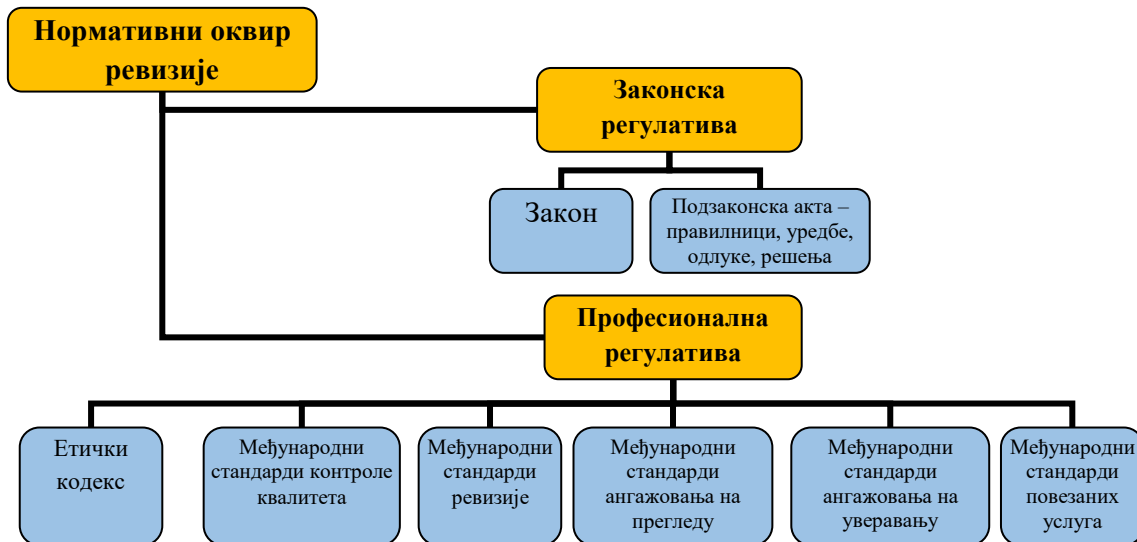 Нормативни оквир
ревизије
Законска
регулатива
Закон
Подзаконска акта –
правилници, уредбе,
одлуке, решења
Професионална
регулатива
Етички
кодекс
Међународни
стандарди контроле
квалитета
Међународни
стандарди
ревизије
Међународни
стандарди
ангажовања на
прегледу
Међународни
стандарди
ангажовања на
уверавању
Међународни
стандарди
повезаних
услуга